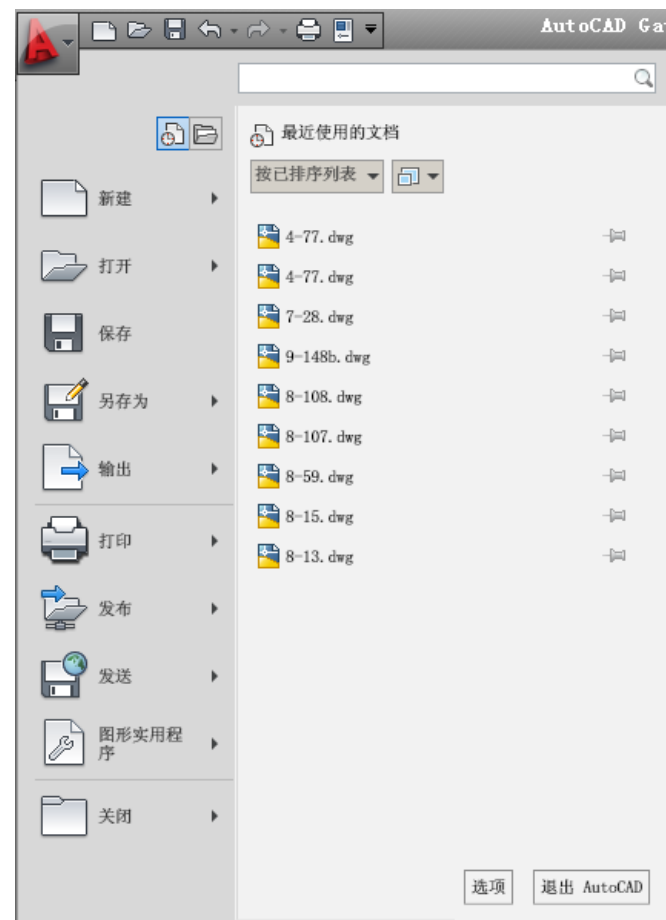 AutoCAD Ga
最近使用的文档
按已排序列表
新建
打开
保存
另存为
输出
打印
发布
发送
图形实用程
序
关闭
4-77.dwg
4-77.dwg
7-28.dwg
9-148b.dwg
8-108.dwg
8-107.dwg
8-59.dwg
8-15.dwg
8-13.dwg
选项
退出 AutoCAD